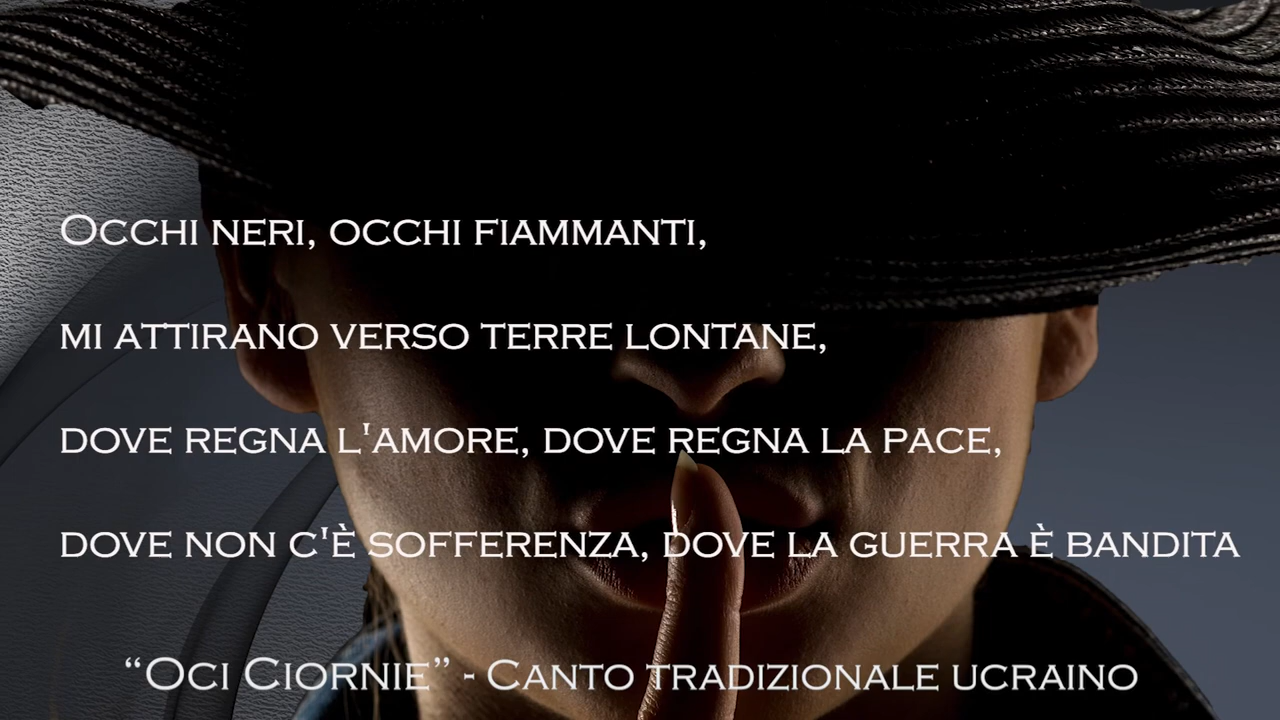 Occhi neri, occhi fiammanti,
mi attirano verso terre lontane,
dove regna l'amore, dove regna la pace,
dove non c'è sofferenza, dove la guerra è bandita
“Oci Ciornie” - Canto tradizionale ucraino